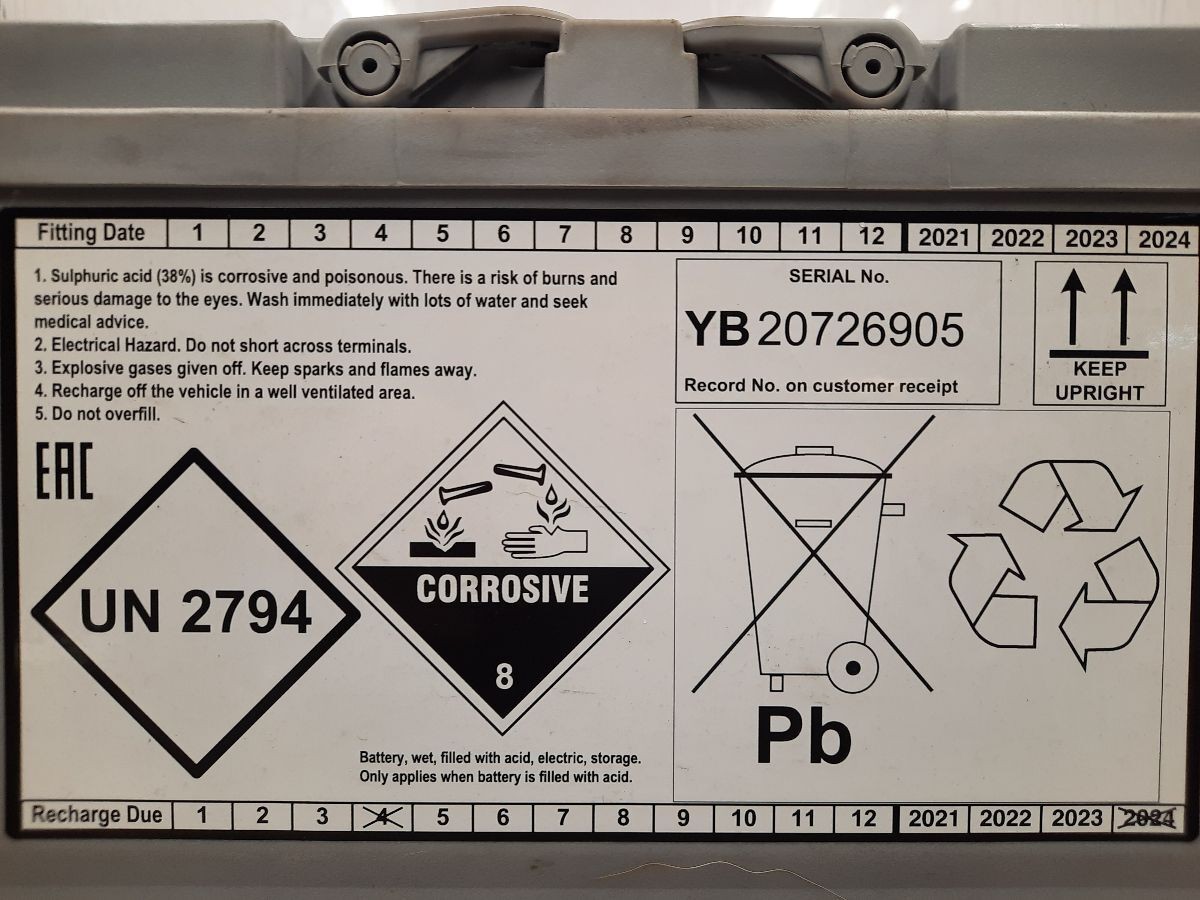 Fitting Date 1 2 3 4 5 6 7 8 9 10 11 12 2021 2022 2023 2024
1. Sulphuric acid (38%) is corrosive and poisonous. There is a risk of burns and
serious damage to the eyes. Wash immediately with lots of water and seek
medical advice.
2. Electrical Hazard. Do not short across terminals.
3. Explosive gases given off. Keep sparks and flames away.
4. Recharge off the vehicle in a well ventilated area.
5. Do not overfill.
SERIAL No.
YB 20726905
Record No. on customer receipt
KEEP
UPRIGHT
EAC
UN 2794
CORROSIVE
8
Battery, wet, filled with acid, electric, storage.
Only applies when battery is filled with acid.
Pb
Recharge Due 1 2 3 4 5 6 7 8 9 10 11 12 2021 2022 2023 2024